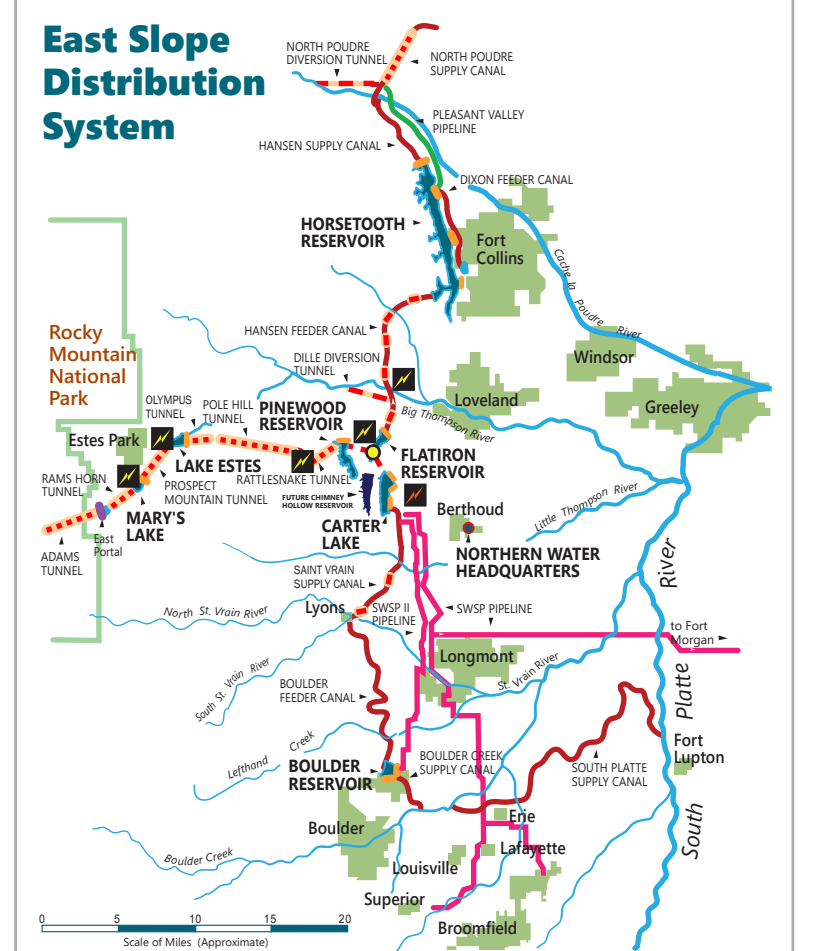 East Slope
Distribution
System
NORTH POUDRE
DIVERSION TUNNEL
NORTH POUDRE
SUPPLY CANAL
PLEASANT VALLEY
PIPELINE
HANSEN SUPPLY CANAL
DIXON FEEDER CANAL
HORSETOOTH
RESERVOIR
Fort
Collins
Cache la Poudre River
HANSEN FEEDER CANAL
Rocky
Mountain
National
Park
Windsor
DILLE DIVERSION
TUNNEL
Loveland
Greeley
OLYMPUS
TUNNEL
POLE HILL
TUNNEL
PINEWOOD
RESERVOIR
Big Thompson River
Estes Park
LAKE ESTES
FLATIRON
RESERVOIR
RAMS HORN
TUNNEL
PROSPECT
MOUNTAIN TUNNEL
RATTLESNAKE TUNNEL
FUTURE CHIMNEY
HOLLOW RESERVOIR
MARY'S
LAKE
CARTER
LAKE
Berthoud
Little Thompson River
East
Portal
ADAMS
TUNNEL
NORTHERN WATER
HEADQUARTERS
SAINT VRAIN
SUPPLY CANAL
North St. Vrain River
Lyons
SWSP II
PIPELINE
SWSP PIPELINE
to Fort
Morgan
Longmont
South St. Vrain River
St. Vrain River
BOULDER
FEEDER CANAL
South Platte River
Lefthand Creek
BOULDER
RESERVOIR
BOULDER CREEK
SUPPLY CANAL
SOUTH PLATTE
SUPPLY CANAL
Fort
Lupton
Erie
Boulder
Boulder Creek
Lafayette
Louisville
Superior
Broomfield
0 5 10 15 20
Scale of Miles (Approximate)